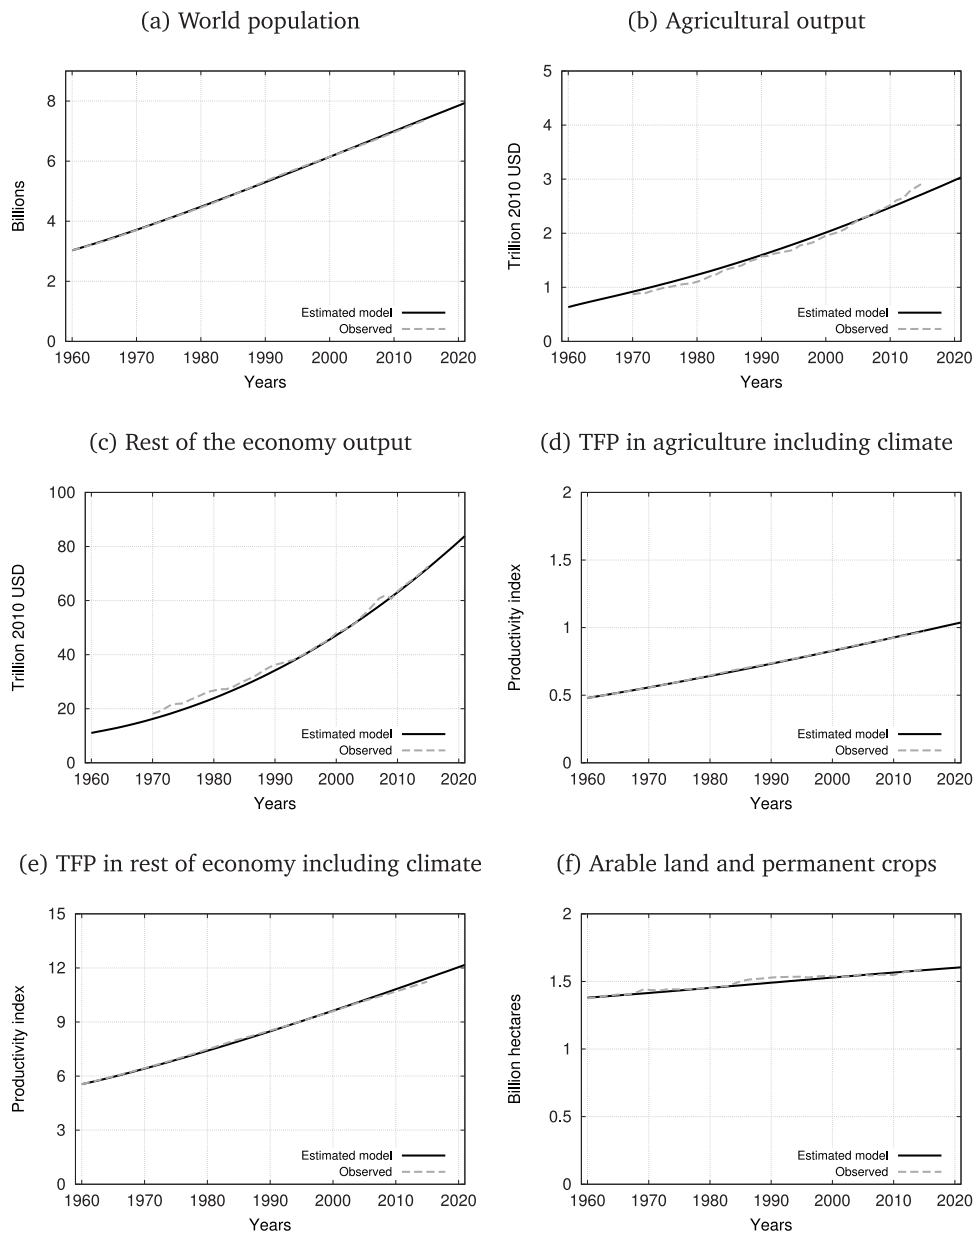 (a) World population
8
6
4
2
0
Billions
Estimated model
Observed
1960 1970 1980 1990 2000 2010 2020
Years
(b) Agricultural output
5
4
3
2
1
0
Trillion 2010 USD
Estimated model
Observed
1960 1970 1980 1990 2000 2010 2020
Years
(c) Rest of the economy output
100
80
60
40
20
0
Trillion 2010 USD
Estimated model
Observed
1960 1970 1980 1990 2000 2010 2020
Years
(d) TFP in agriculture including climate
2
1.5
1
0.5
0
Productivity index
Estimated model
Observed
1960 1970 1980 1990 2000 2010 2020
Years
(e) TFP in rest of economy including climate
15
12
9
6
3
0
Productivity index
Estimated model
Observed
1960 1970 1980 1990 2000 2010 2020
Years
(f) Arable land and permanent crops
2
1.5
1
0.5
0
Billion hectares
Estimated model
Observed
1960 1970 1980 1990 2000 2010 2020
Years